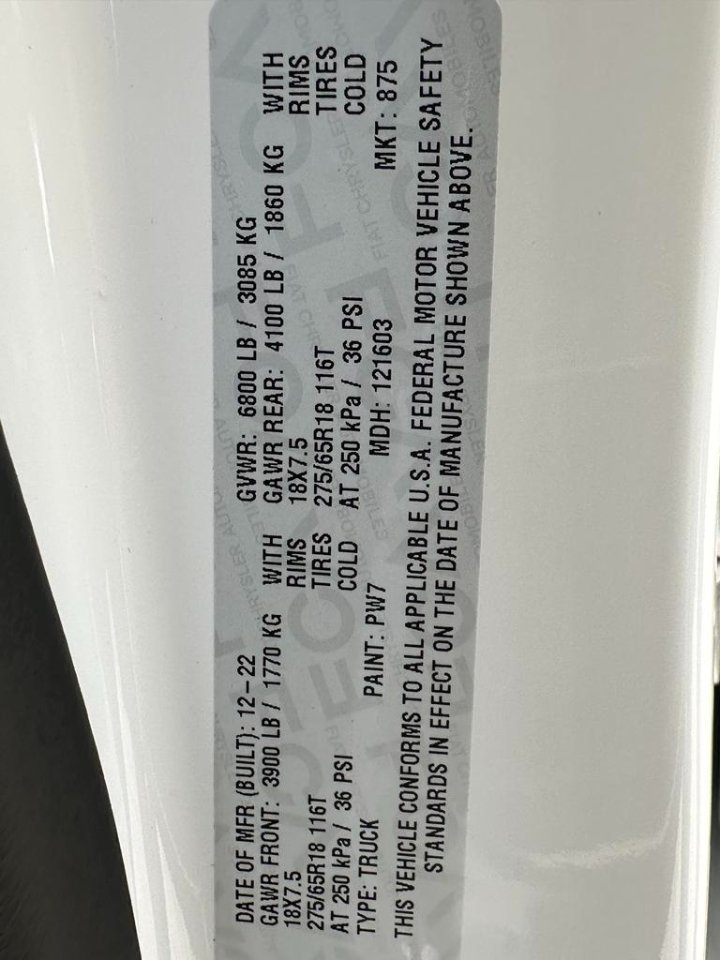 DATE OF MFR (BUILT): 12-22 GVWR: 6800 LB / 3085 KG
GAWR FRONT: 3900 LB / 1770 KG WITH GAWR REAR: 4100 LB / 1860 KG WITH
18X7.5 RIMS 18X7.5 RIMS
275/65R18 116T TIRES 275/65R18 116T TIRES
AT 250 kPa / 36 PSI COLD AT 250 kPa / 36 PSI COLD
TYPE: TRUCK PAINT: PW7 MDH: 121603 MKT: 875
THIS VEHICLE CONFORMS TO ALL APPLICABLE U.S.A. FEDERAL MOTOR VEHICLE SAFETY
STANDARDS IN EFFECT ON THE DATE OF MANUFACTURE SHOWN ABOVE.